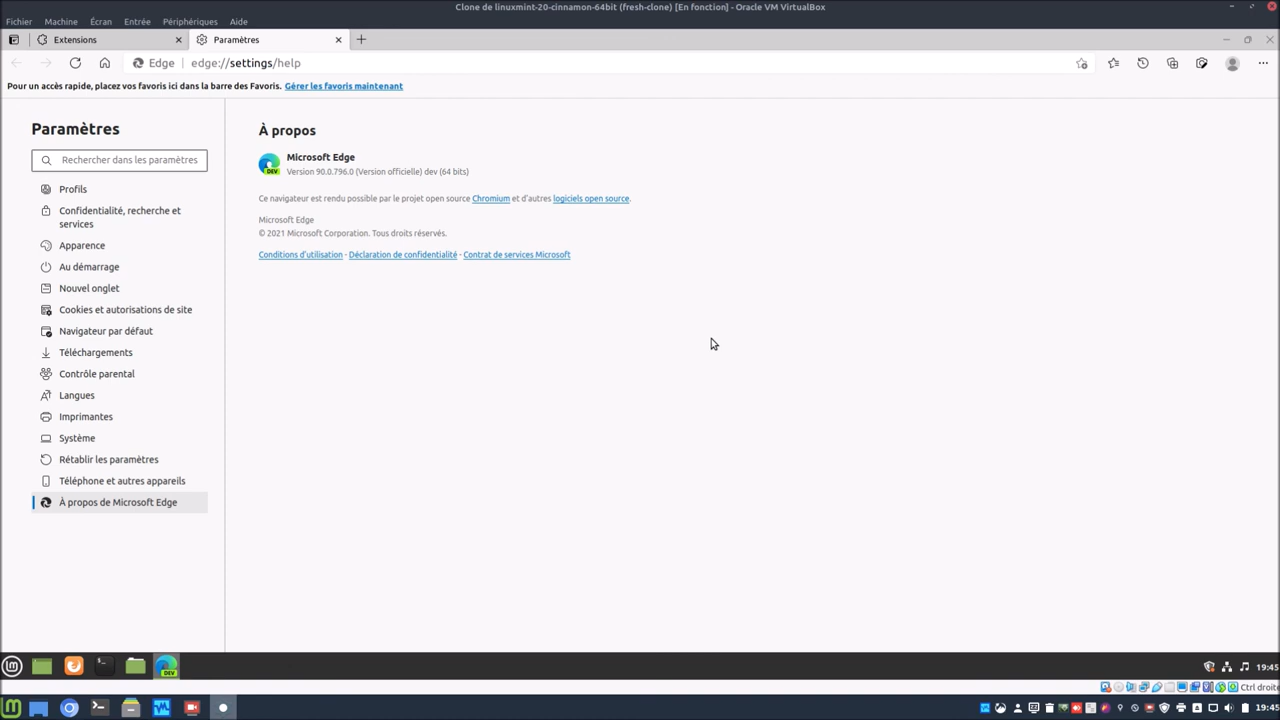 Clone de linuxmint-20-cinnamon-64bit (fresh-clone) [En fonction] - Oracle VM VirtualBox
Fichier Machine Écran Entrée Périphériques Aide
Extensions
Paramètres
Edge edge://settings/help
Pour un accès rapide, placez vos favoris ici dans la barre des Favoris. Gérer les favoris maintenant
Paramètres
Rechercher dans les paramètres
Profils
Confidentialité, recherche et
services
Apparence
Au démarrage
Nouvel onglet
Cookies et autorisations de site
Navigateur par défaut
Téléchargements
Contrôle parental
Langues
Imprimantes
Système
Rétablir les paramètres
Téléphone et autres appareils
À propos de Microsoft Edge
À propos
DEV
Microsoft Edge
Version 90.0.796.0 (Version officielle) dev (64 bits)
Ce navigateur est rendu possible par le projet open source Chromium et d'autres logiciels open source.
Microsoft Edge
© 2021 Microsoft Corporation. Tous droits réservés.
Conditions d'utilisation - Déclaration de confidentialité - Contrat de services Microsoft
DEV
19:45
Ctrl droite
19:45